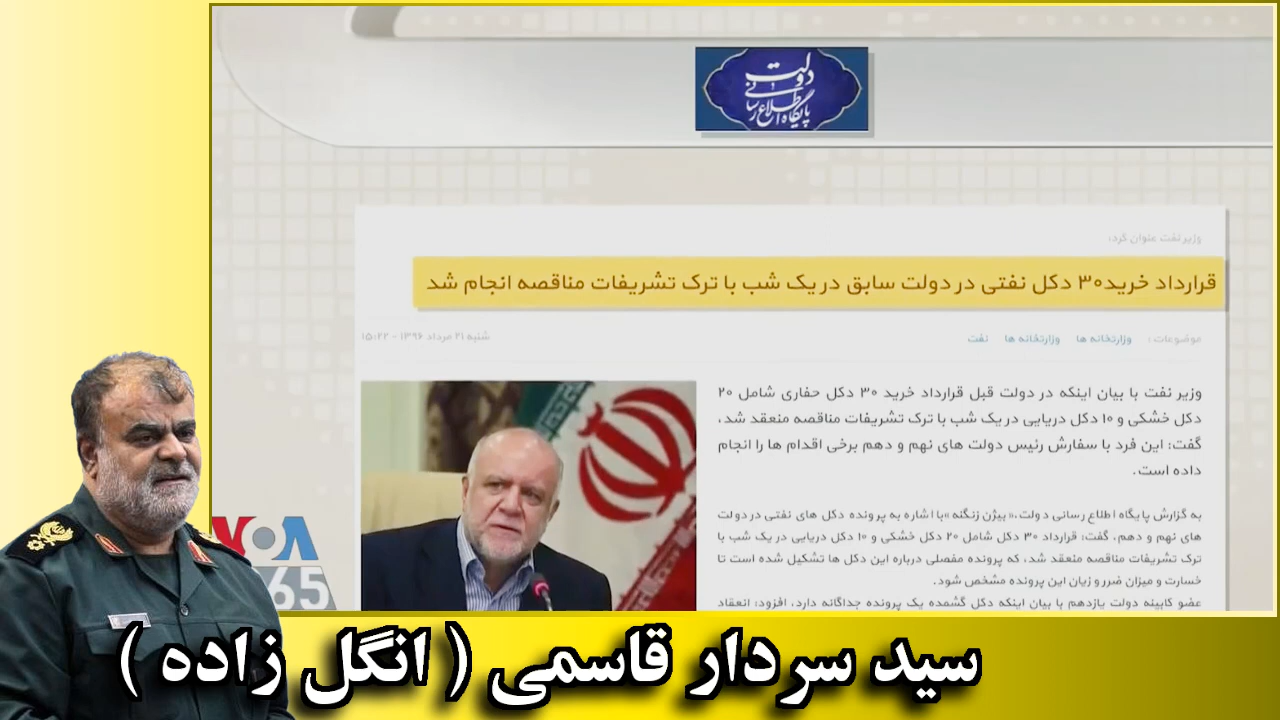 دولت
پایگاه اطلاع رسانی
وزیر نفت عنوان کرد:
قرارداد خرید۳۰ دکل نفتی در دولت سابق در یک شب با ترک تشریفات مناقصه انجام شد
موضوعات : وزارتخانه ها وزارتخانه ها نفت
شنبه ۲۱ مرداد ۱۳۹۶ - ۱۵:۲۲
وزیر نفت با بیان اینکه در دولت قبل قرارداد خرید ۳۰ دکل حفاری شامل ۲۰
دکل خشکی و ۱۰ دکل دریایی در یک شب با ترک تشریفات مناقصه منعقد شد،
گفت: این فرد با سفارش رئیس دولت های نهم و دهم برخی اقدام ها را انجام
داده است.
به گزارش پایگاه اطلاع رسانی دولت،« بیژن زنگنه »با اشاره به پرونده دکل های نفتی در دولت
های نهم و دهم، گفت: قرارداد ۳۰ دکل شامل ۲۰ دکل خشکی و ۱۰ دکل دریایی در یک شب با
ترک تشریفات مناقصه منعقد شد، که پرونده مفصلی درباره این دکل ها تشکیل شده است تا
خسارت و میزان ضرر و زیان این پرونده مشخص شود.
عضو کابینه دولت یازدهم با بیان اینکه دکل گشمده یک پرونده جداگانه دارد، افزود: انعقاد
VOA
365
سید سردار قاسمی ( انگل زاده )